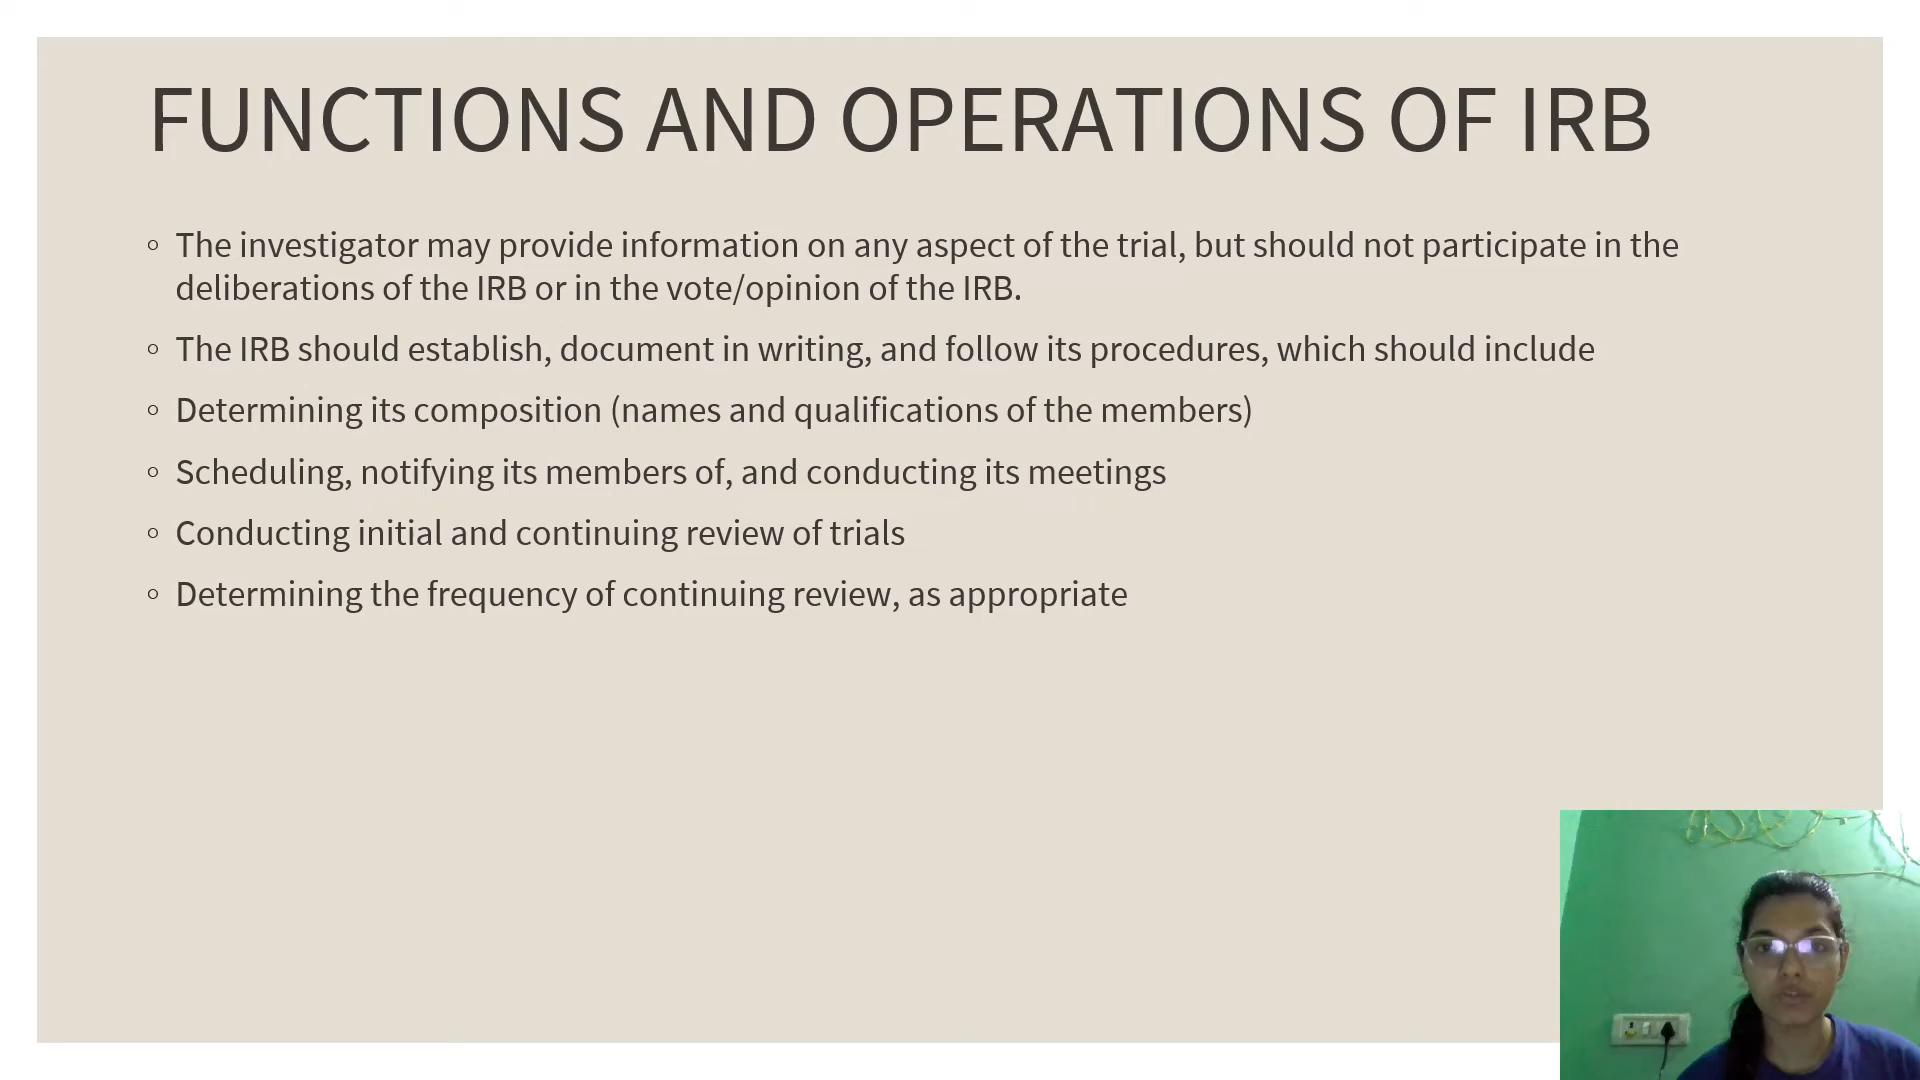 FUNCTIONS AND OPERATIONS OF IRB
◦ The investigator may provide information on any aspect of the trial, but should not participate in the
deliberations of the IRB or in the vote/opinion of the IRB.
◦ The IRB should establish, document in writing, and follow its procedures, which should include
◦ Determining its composition (names and qualifications of the members)
◦ Scheduling, notifying its members of, and conducting its meetings
◦ Conducting initial and continuing review of trials
◦ Determining the frequency of continuing review, as appropriate